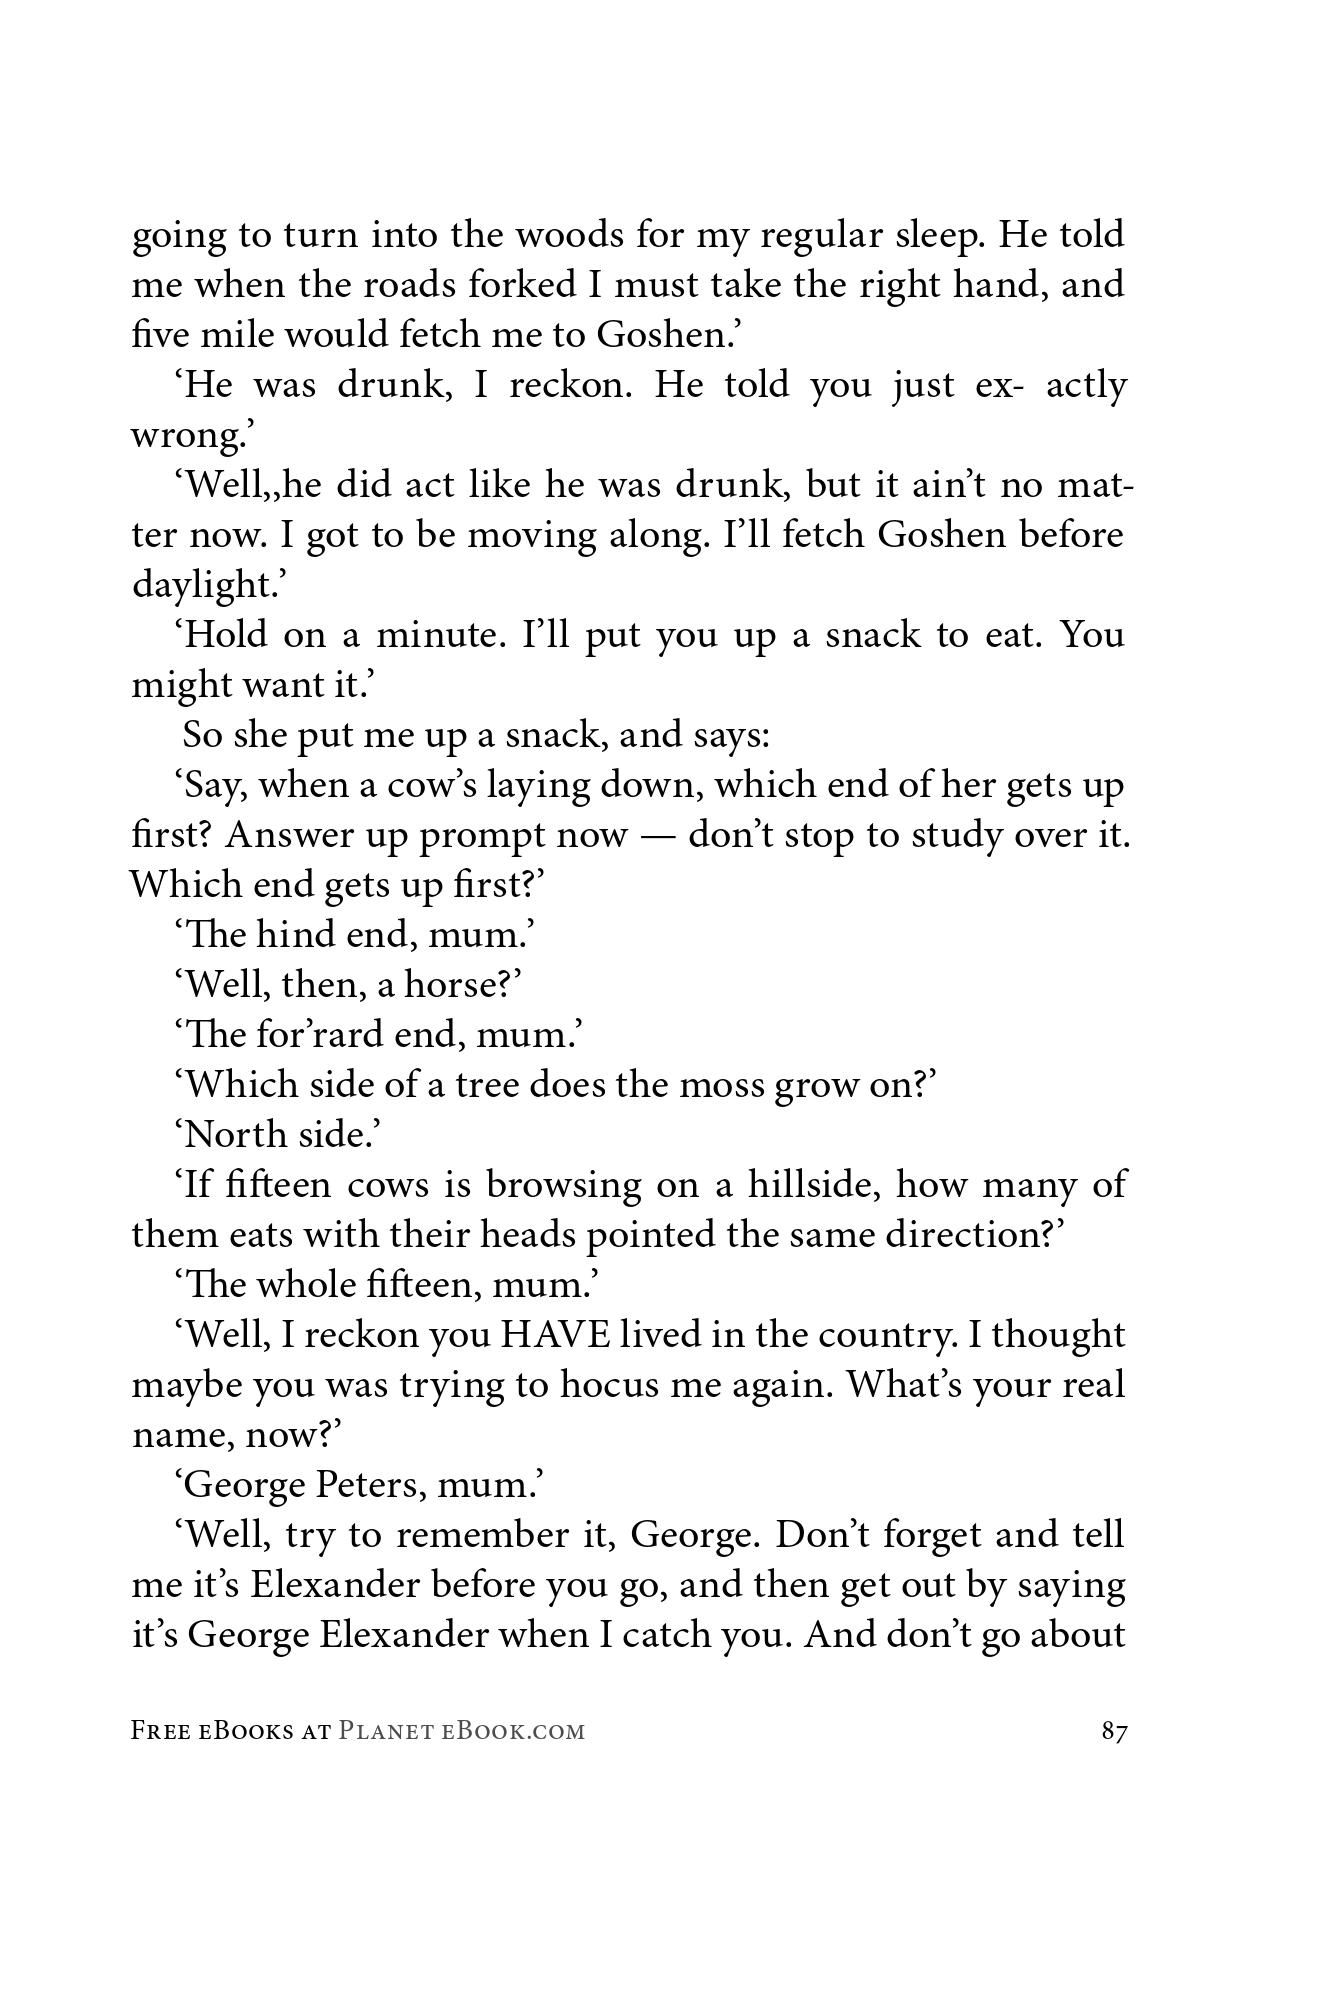 going to turn into the woods for my regular sleep. He told
me when the roads forked I must take the right hand, and
five mile would fetch me to Goshen.’
‘He was drunk, I reckon. He told you just ex- actly
wrong.’
‘Well,,he did act like he was drunk, but it ain’t no mat-
ter now. I got to be moving along. I’ll fetch Goshen before
daylight.’
‘Hold on a minute. I’ll put you up a snack to eat. You
might want it.’
So she put me up a snack, and says:
‘Say, when a cow’s laying down, which end of her gets up
first? Answer up prompt now — don’t stop to study over it.
Which end gets up first?’
‘The hind end, mum.’
‘Well, then, a horse?’
‘The for’rard end, mum.’
‘Which side of a tree does the moss grow on?’
‘North side.’
‘If fifteen cows is browsing on a hillside, how many of
them eats with their heads pointed the same direction?’
‘The whole fifteen, mum.’
‘Well, I reckon you HAVE lived in the country. I thought
maybe you was trying to hocus me again. What’s your real
name, now?’
‘George Peters, mum.’
‘Well, try to remember it, George. Don’t forget and tell
me it’s Elexander before you go, and then get out by saying
it’s George Elexander when I catch you. And don’t go about
Free eBooks at Planet eBook.com 87